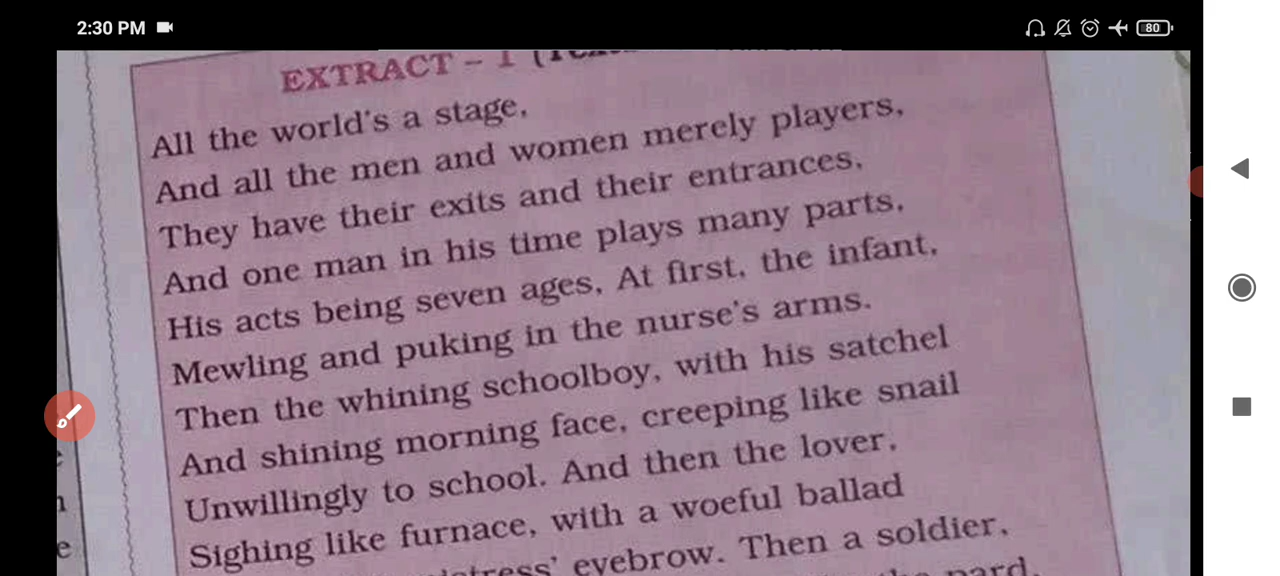 2:30 PM
80
EXTRACT - 1
All the world's a stage,
And all the men and women merely players,
They have their exits and their entrances,
And one man in his time plays many parts,
His acts being seven ages, At first, the infant,
Mewling and puking in the nurse's arms.
Then the whining schoolboy, with his satchel
And shining morning face, creeping like snail
Unwillingly to school. And then the lover,
Sighing like furnace, with a woeful ballad
eyebrow. Then a soldier,
pard,